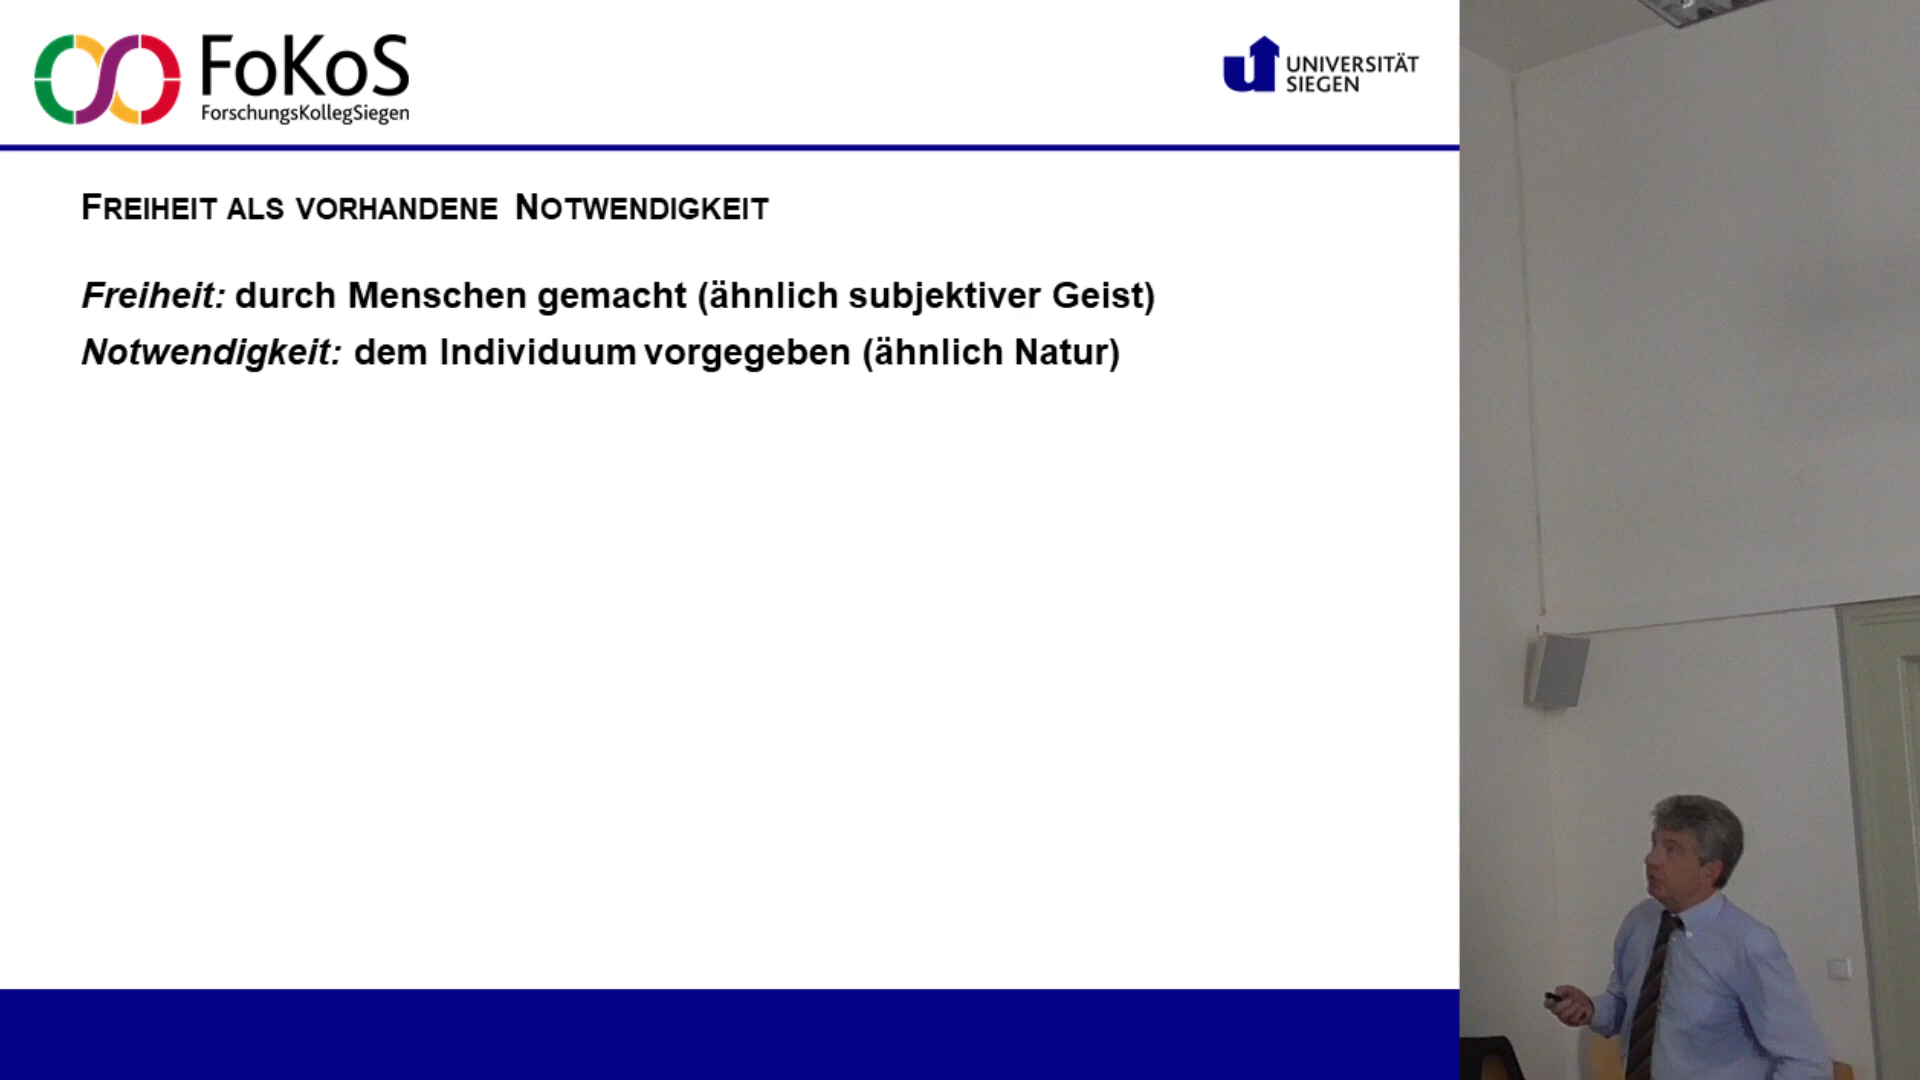 FoKoS
ForschungsKollegSiegen
UNIVERSITÄT
SIEGEN
FREIHEIT ALS VORHANDENE NOTWENDIGKEIT
Freiheit: durch Menschen gemacht (ähnlich subjektiver Geist)
Notwendigkeit: dem Individuum vorgegeben (ähnlich Natur)